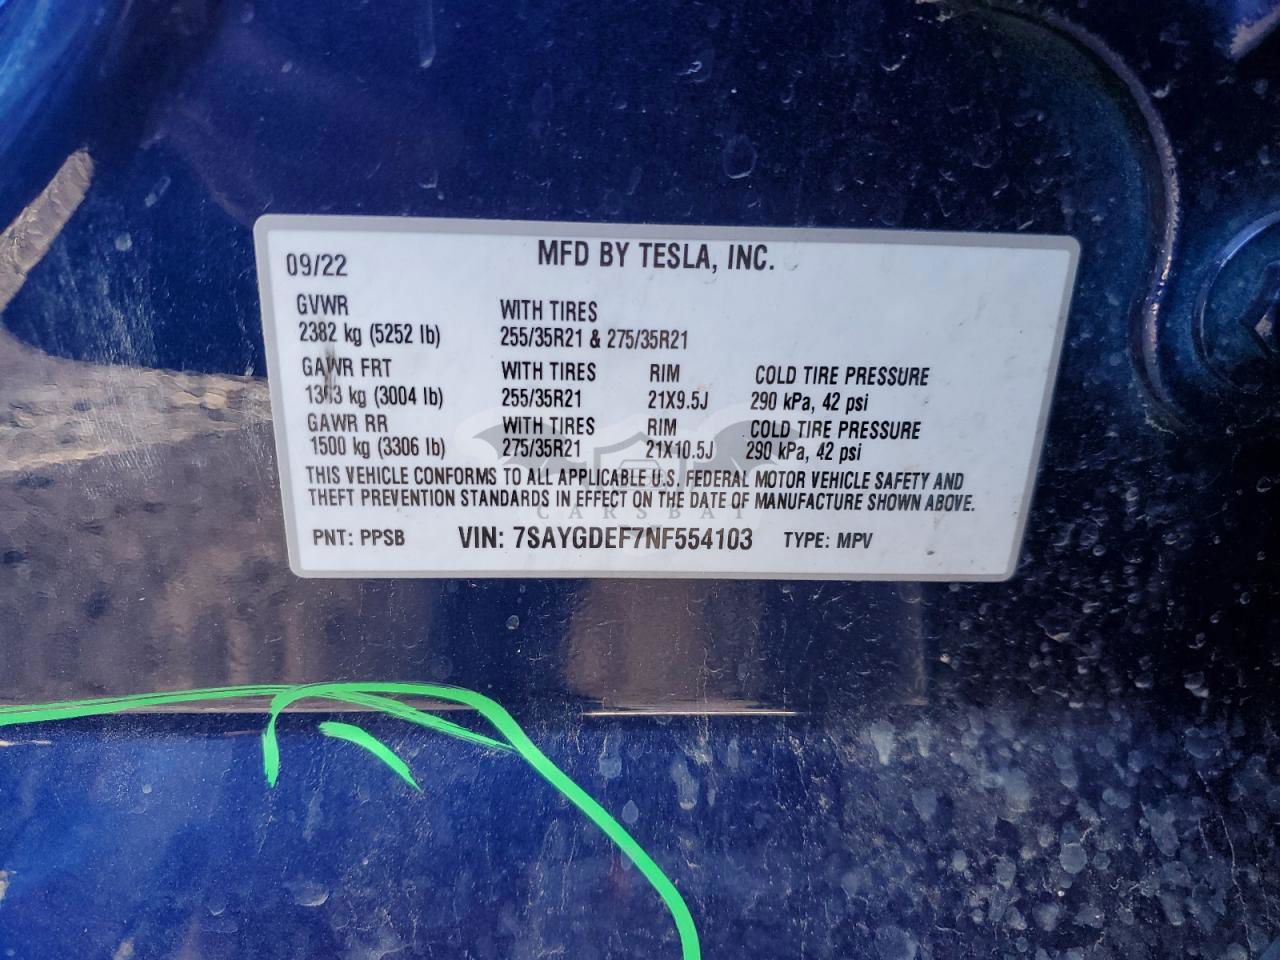 MFD BY TESLA, INC.
09/22
GVWR WITH TIRES
2382 kg (5252 lb) 255/35R21 & 275/35R21
GAWR FRT WITH TIRES RIM COLD TIRE PRESSURE
1363 kg (3004 lb) 255/35R21 21X9.5J 290 kPa, 42 psi
GAWR RR WITH TIRES RIM COLD TIRE PRESSURE
1500 kg (3306 lb) 275/35R21 21X10.5J 290 kPa, 42 psi
THIS VEHICLE CONFORMS TO ALL APPLICABLE U.S. FEDERAL MOTOR VEHICLE SAFETY AND
THEFT PREVENTION STANDARDS IN EFFECT ON THE DATE OF MANUFACTURE SHOWN ABOVE.
CARSBAT
PNT: PPSB VIN: 7SAYGDEF7NF554103 TYPE: MPV